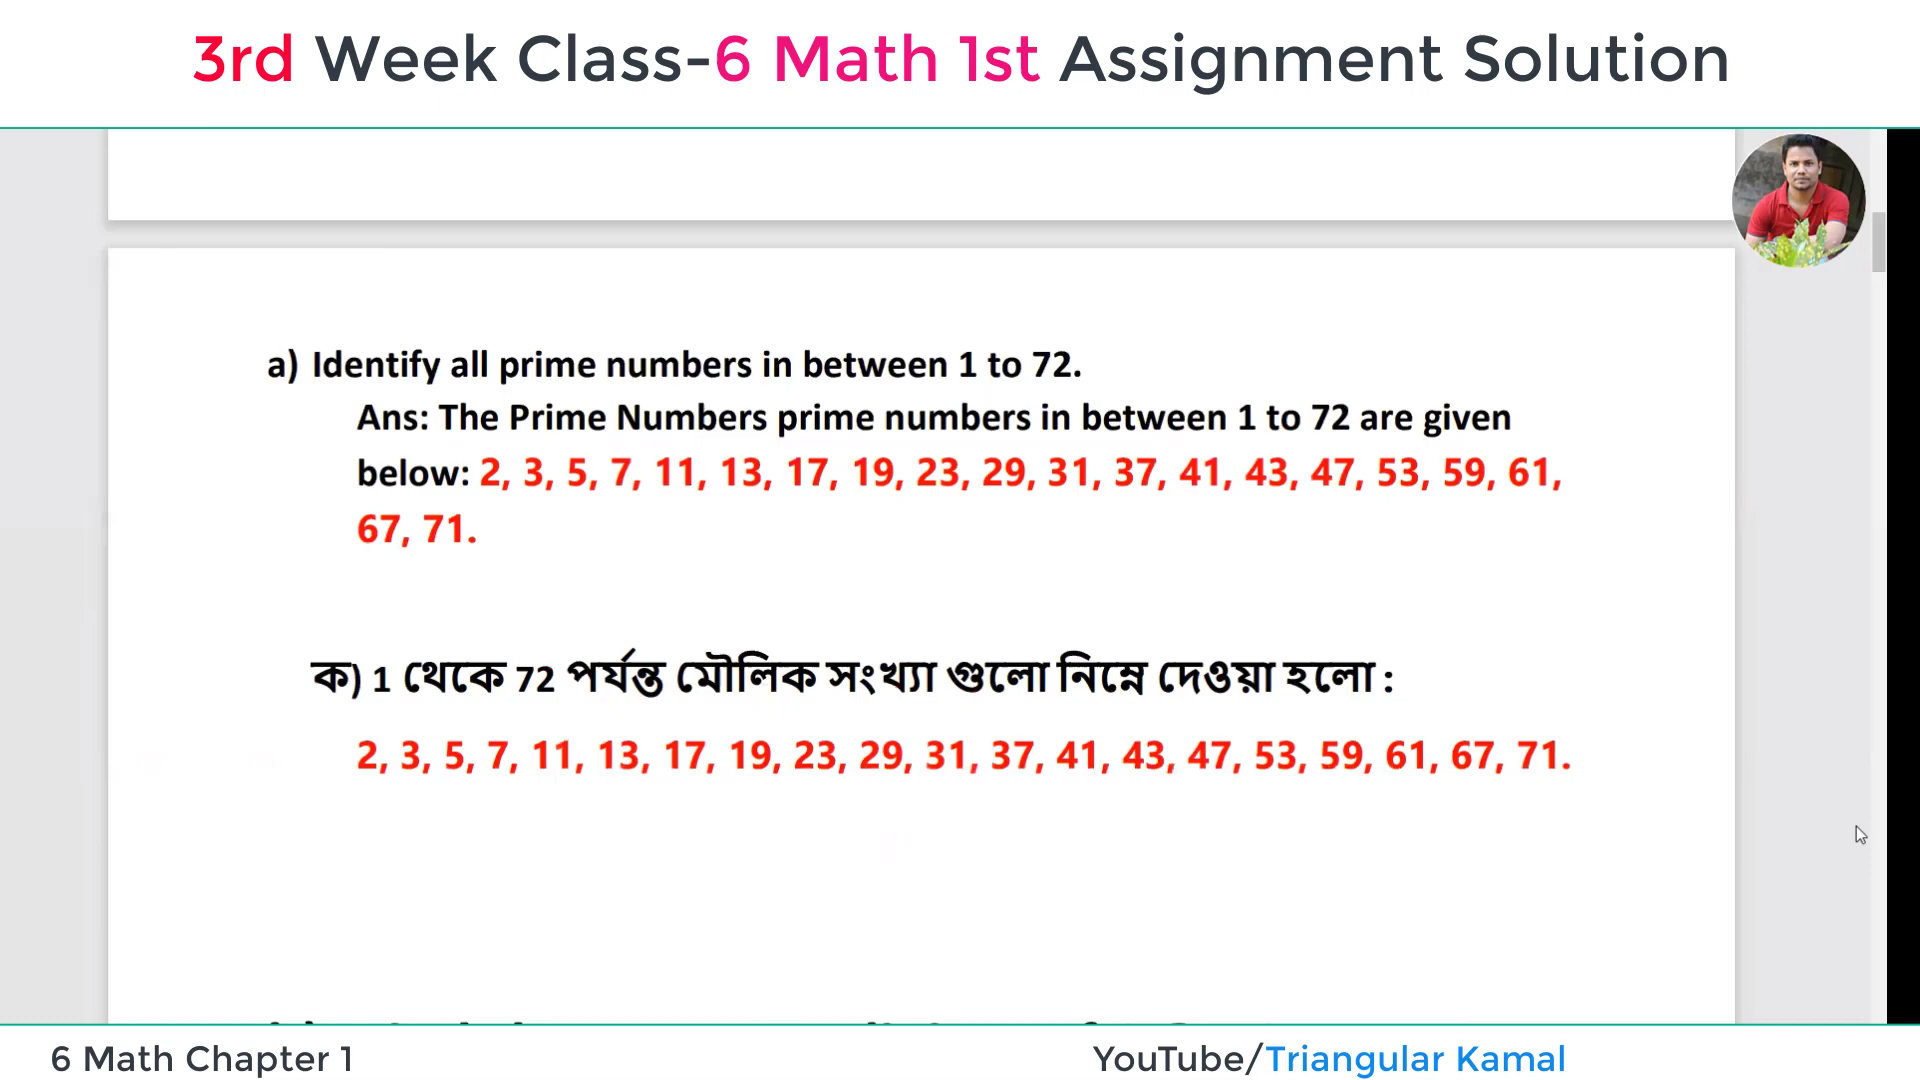 3rd Week Class-6 Math 1st Assignment Solution
a) Identify all prime numbers in between 1 to 72.
Ans: The Prime Numbers prime numbers in between 1 to 72 are given
below: 2, 3, 5, 7, 11, 13, 17, 19, 23, 29, 31, 37, 41, 43, 47, 53, 59, 61,
67, 71.
ক) 1 থেকে 72 পর্যন্ত মৌলিক সংখ্যা গুলো নিম্নে দেওয়া হলো :
2, 3, 5, 7, 11, 13, 17, 19, 23, 29, 31, 37, 41, 43, 47, 53, 59, 61, 67, 71.
6 Math Chapter 1
YouTube/Triangular Kamal